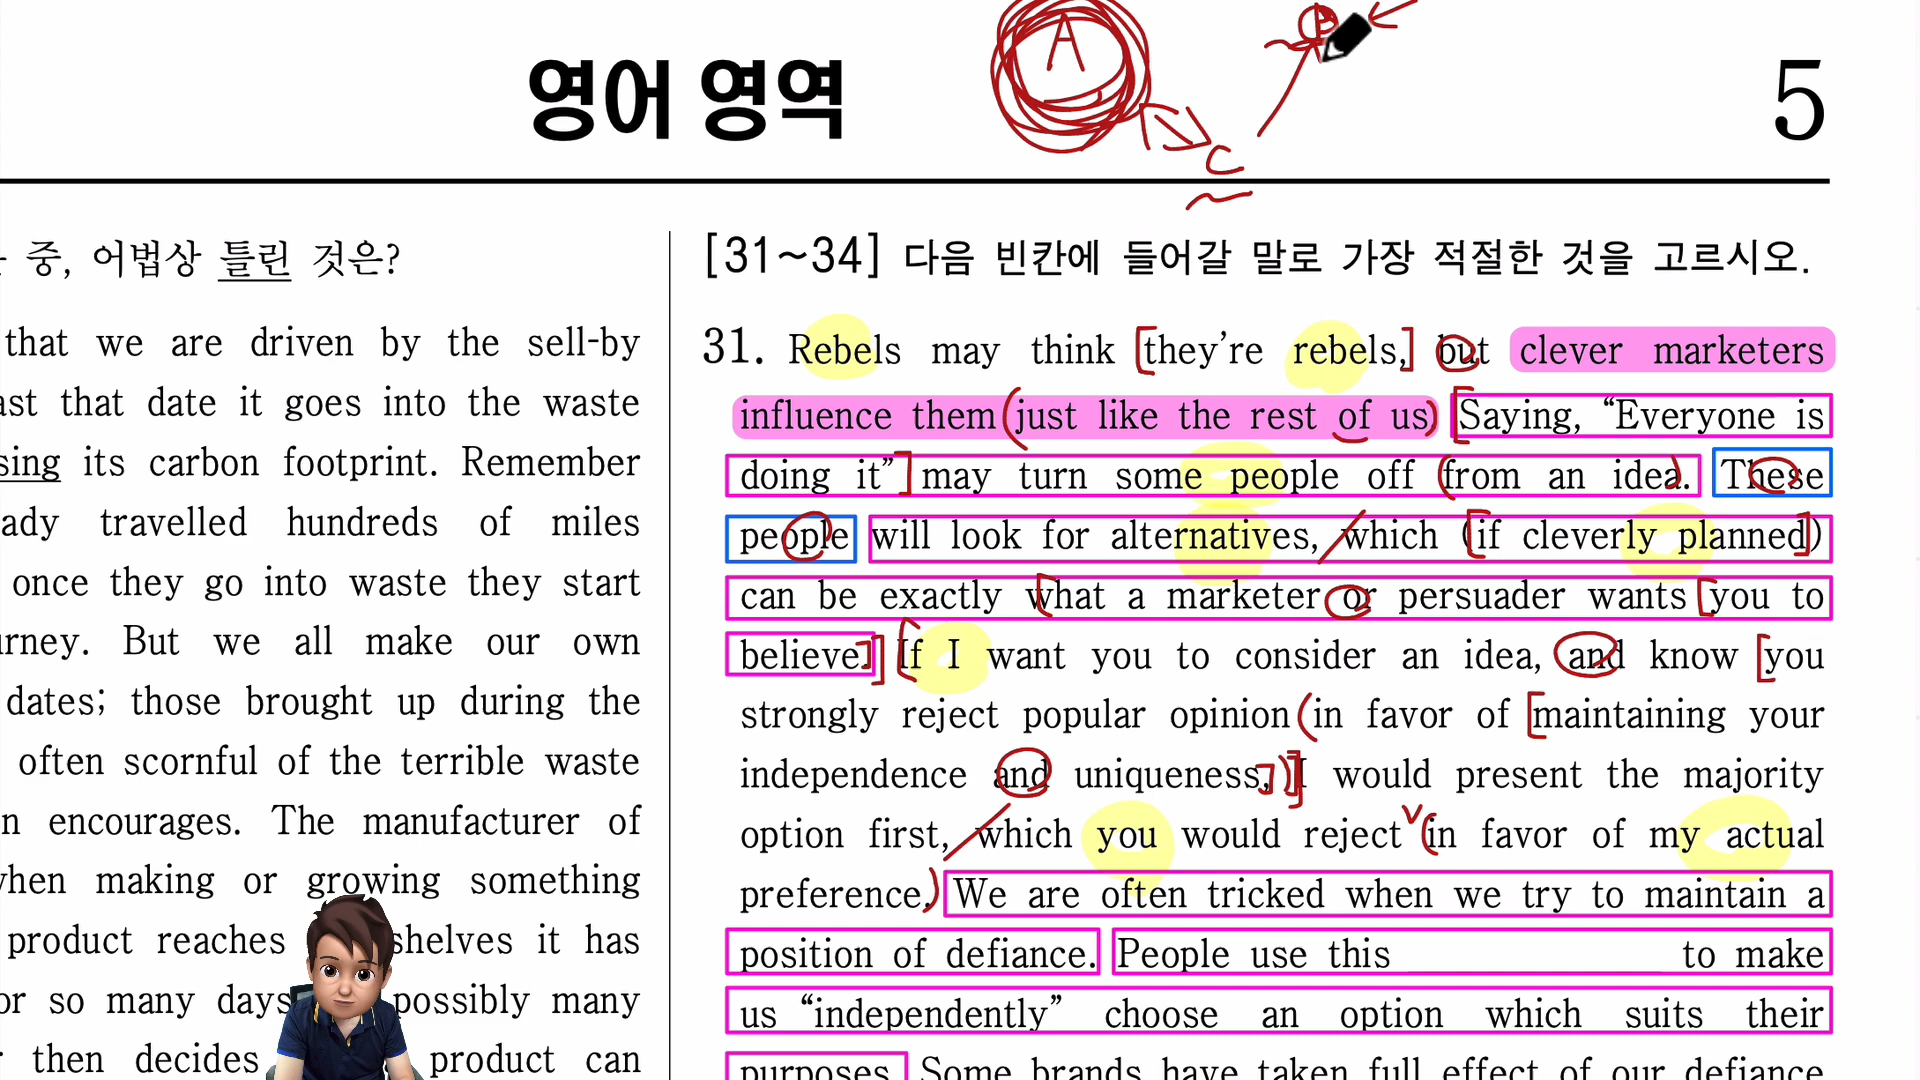 영어 영역
5
중, 어법상 틀린 것은?
that we are driven by the sell-by
ast that date it goes into the waste
sing its carbon footprint. Remember
ady travelled hundreds of miles
once they go into waste they start
urney. But we all make our own
dates; those brought up during the
often scornful of the terrible waste
n encourages. The manufacturer of
when making or growing something
product reaches shelves it has
or so many days possibly many
then decides product can
A
C
[31~34] 다음 빈칸에 들어갈 말로 가장 적절한 것을 고르시오.
31. Rebels may think they're rebels, but clever marketers
influence them just like the rest of us. Saying, “Everyone is
doing it” may turn some people off from an idea. These
people will look for alternatives, which (if cleverly planned)
can be exactly what a marketer or persuader wants you to
believe. If I want you to consider an idea, and know you
strongly reject popular opinion in favor of maintaining your
independence and uniqueness, I would present the majority
option first, which you would reject in favor of my actual
preference. We are often tricked when we try to maintain a
position of defiance. People use this ________ to make
us “independently” choose an option which suits their
purposes. Some brands have taken full effect of our defiance